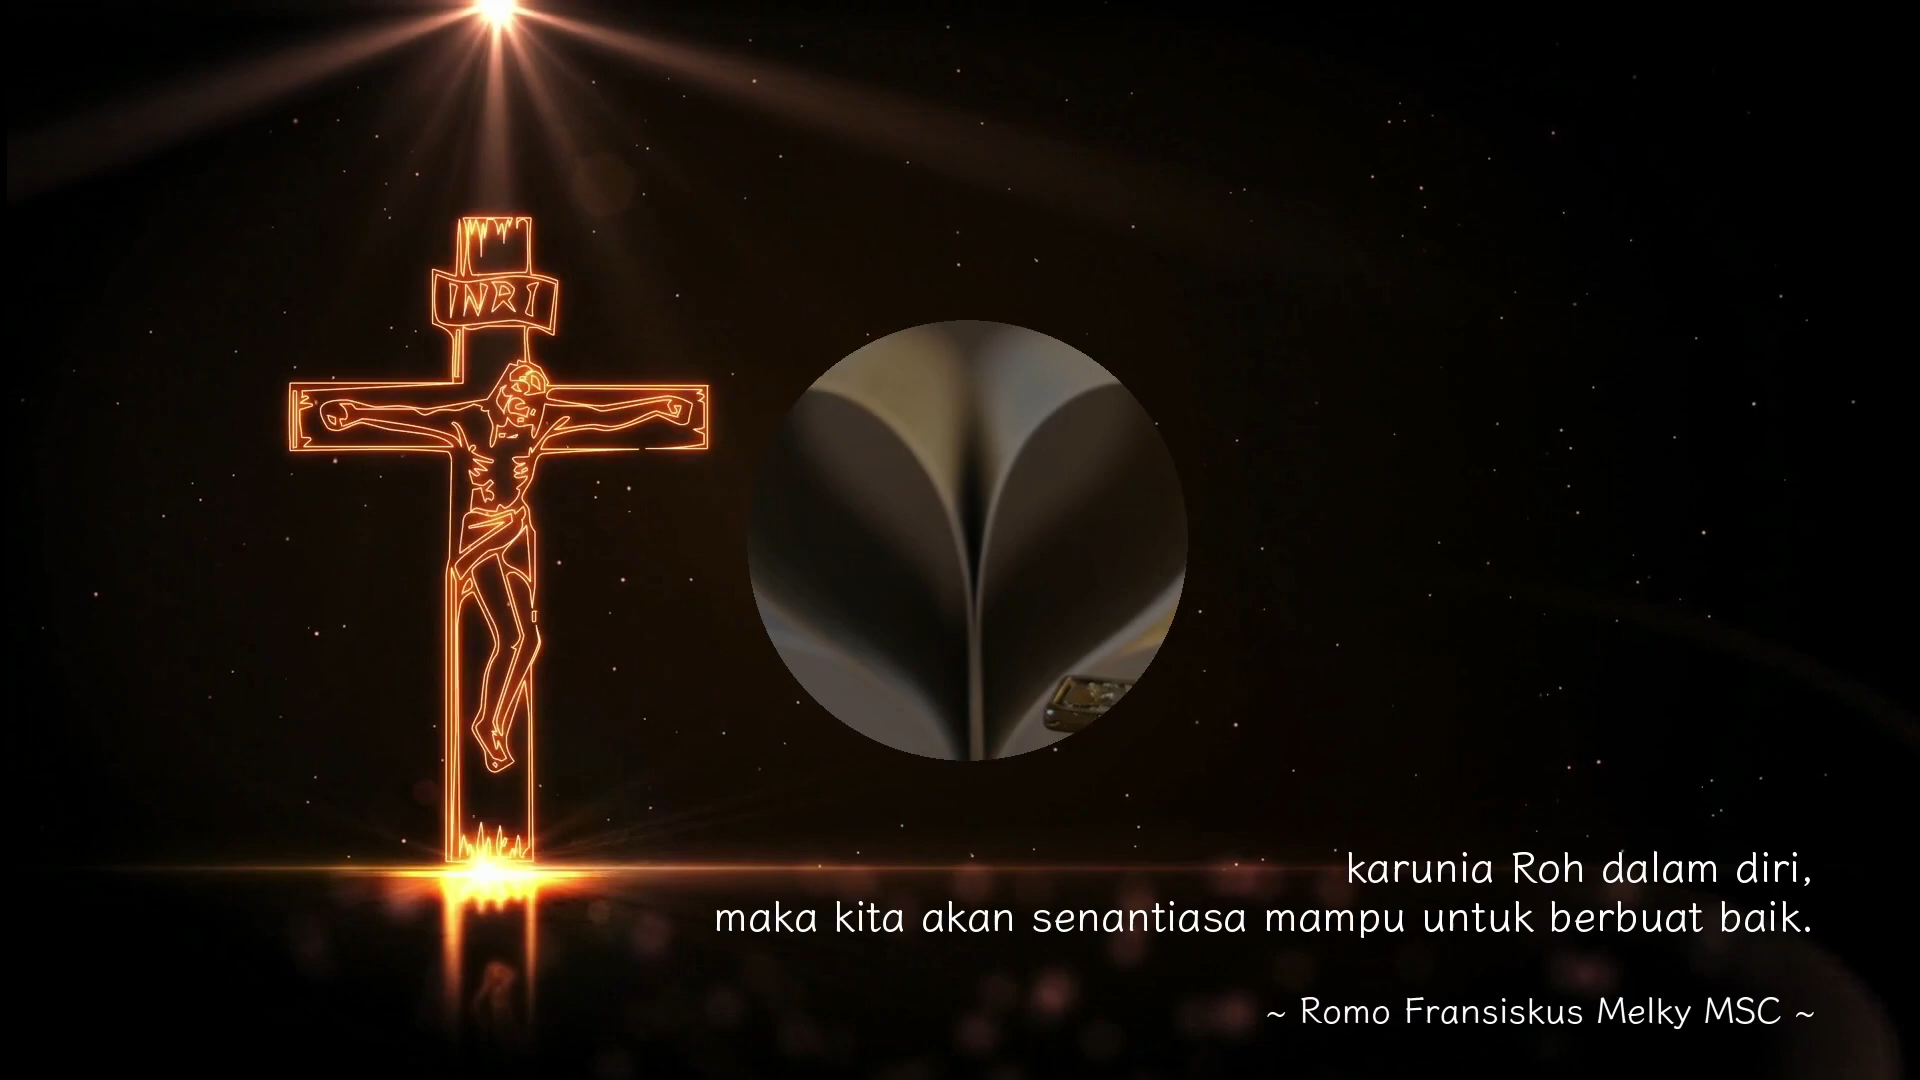 INRI
karunia Roh dalam diri,
maka kita akan senantiasa mampu untuk berbuat baik.
~ Romo Fransiskus Melky MSC ~